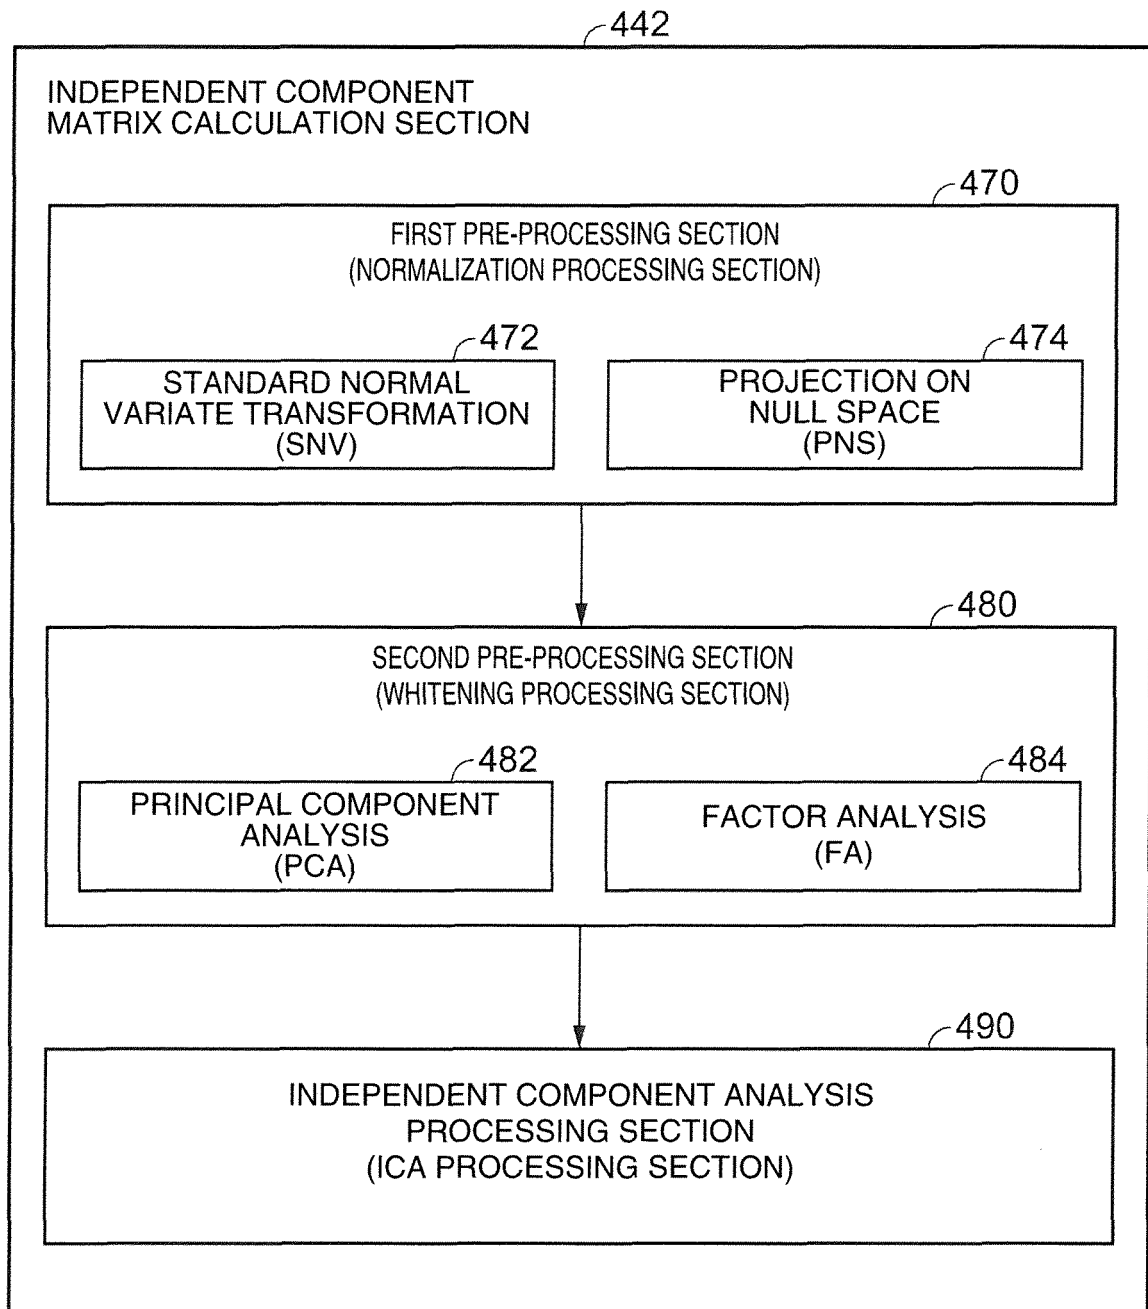 442
INDEPENDENT COMPONENT
MATRIX CALCULATION SECTION
470
FIRST PRE-PROCESSING SECTION
(NORMALIZATION PROCESSING SECTION)
472
STANDARD NORMAL
VARIATE TRANSFORMATION
(SNV)
474
PROJECTION ON
NULL SPACE
(PNS)
480
SECOND PRE-PROCESSING SECTION
(WHITENING PROCESSING SECTION)
482
PRINCIPAL COMPONENT
ANALYSIS
(PCA)
484
FACTOR ANALYSIS
(FA)
490
INDEPENDENT COMPONENT ANALYSIS
PROCESSING SECTION
(ICA PROCESSING SECTION)